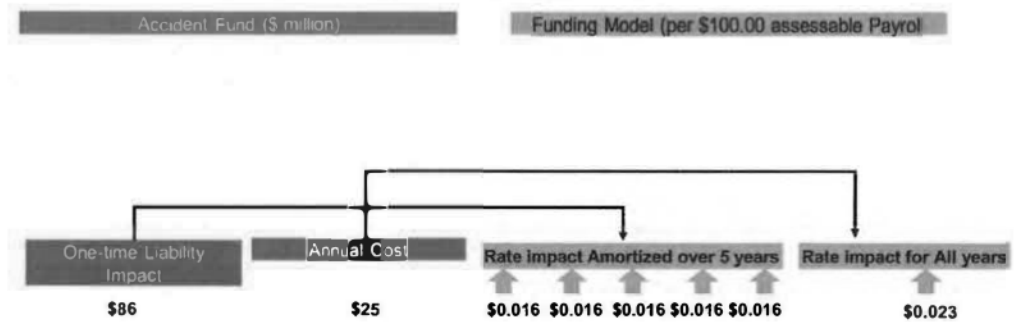 Accident Fund ($ million)
Funding Model (per $100.00 assessable Payrol
One-time Liability
Impact
Annual Cost
Rate impact Amortized over 5 years
Rate impact for All years
$86
$25
$0.016 $0.016 $0.016 $0.016 $0.016
$0.023